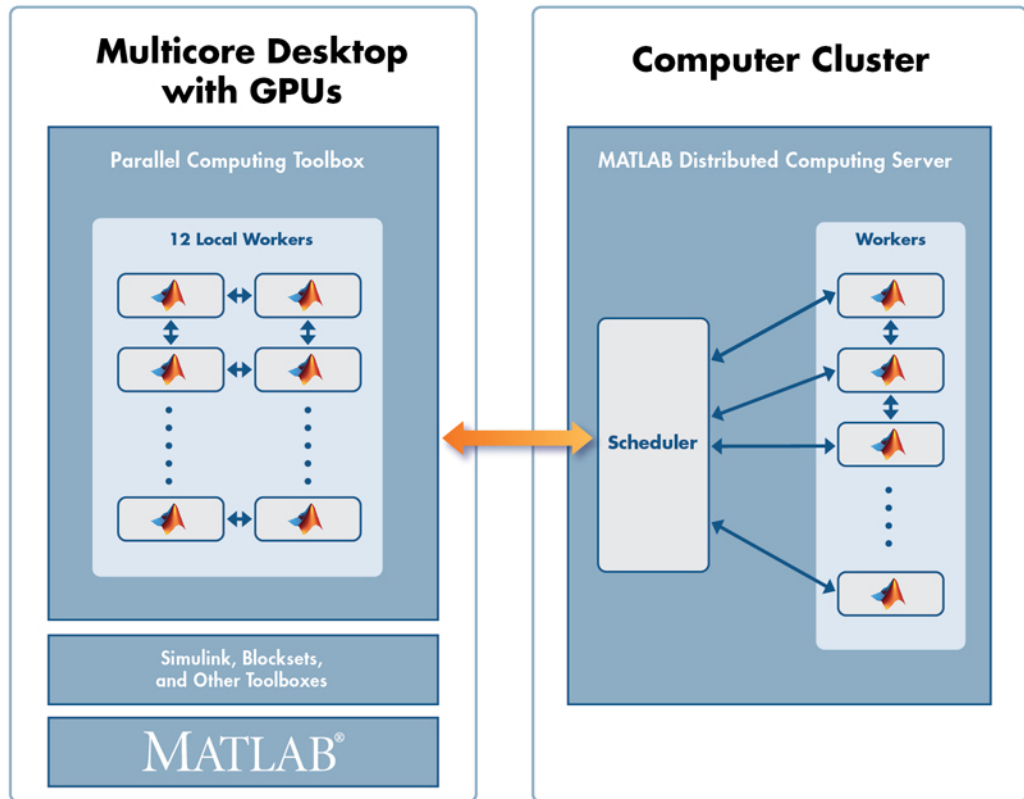 Multicore Desktop
with GPUs
Parallel Computing Toolbox
12 Local Workers
Simulink, Blocksets,
and Other Toolboxes
MATLAB®
Computer Cluster
MATLAB Distributed Computing Server
Workers
Scheduler